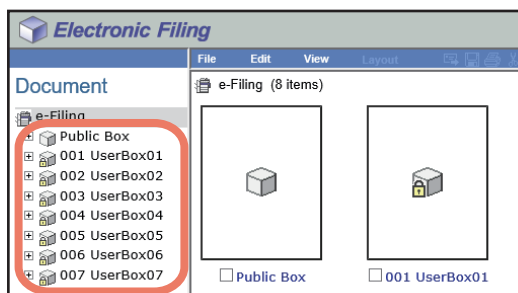 Electronic Filing
File Edit View Layout
Document
e-Filing (8 items)
e-Filing
Public Box
001 UserBox01
002 UserBox02
003 UserBox03
004 UserBox04
005 UserBox05
006 UserBox06
007 UserBox07
Public Box
001 UserBox01